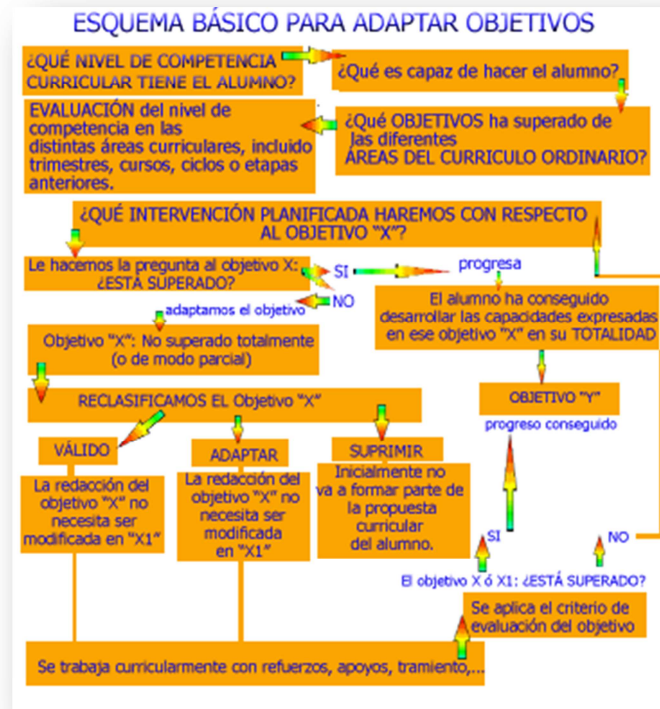 ESQUEMA BÁSICO PARA ADAPTAR OBJETIVOS
¿QUÉ NIVEL DE COMPETENCIA
CURRICULAR TIENE EL ALUMNO?
¿Qué es capaz de hacer el alumno?
¿Qué OBJETIVOS ha superado de
las diferentes
ÁREAS DEL CURRICULO ORDINARIO?
EVALUACIÓN del nivel de
competencia en las
distintas áreas curriculares, incluido
trimestres, cursos, ciclos o etapas
anteriores.
¿QUÉ INTERVENCIÓN PLANIFICADA HAREMOS CON RESPECTO
AL OBJETIVO "X"?
Le hacemos la pregunta al objetivo X:
¿ESTÁ SUPERADO?
SI
progresa
NO
adaptamos el objetivo
El alumno ha conseguido
desarrollar las capacidades expresadas
en ese objetivo "X" en su TOTALIDAD
Objetivo "X": No superado totalmente
(o de modo parcial)
RECLASIFICAMOS EL Objetivo "X"
OBJETIVO "Y"
progreso conseguido
VÁLIDO
La redacción del
objetivo "X" no
necesita ser
modificada en "X1"
ADAPTAR
La redacción del
objetivo "X" no
necesita ser
modificada
en "X1"
SUPRIMIR
Inicialmente no
va a formar parte de
la propuesta
curricular
del alumno.
SI
NO
El objetivo X ó X1: ¿ESTÁ SUPERADO?
Se aplica el criterio de
evaluación del objetivo
Se trabaja curricularmente con refuerzos, apoyos, tramiento,...